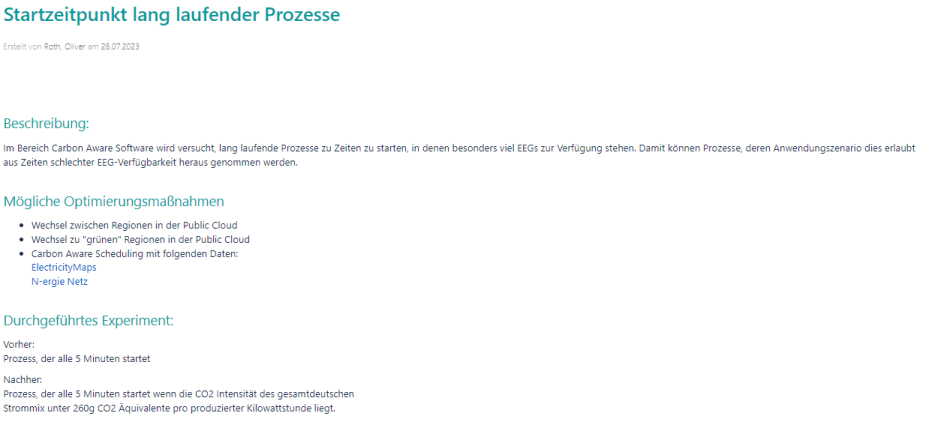 Startzeitpunkt lang laufender Prozesse
Erstellt von Roth, Oliver am 28.07.2023
Beschreibung:
Im Bereich Carbon Aware Software wird versucht, lang laufende Prozesse zu Zeiten zu starten, in denen besonders viel EEGs zur Verfügung stehen. Damit können Prozesse, deren Anwendungszenario dies erlaubt
aus Zeiten schlechter EEG-Verfügbarkeit heraus genommen werden.
Mögliche Optimierungsmaßnahmen
• Wechsel zwischen Regionen in der Public Cloud
• Wechsel zu "grünen" Regionen in der Public Cloud
• Carbon Aware Scheduling mit folgenden Daten:
ElectricityMaps
N-ergie Netz
Durchgeführtes Experiment:
Vorher:
Prozess, der alle 5 Minuten startet
Nachher:
Prozess, der alle 5 Minuten startet wenn die CO2 Intensität des gesamtdeutschen
Strommix unter 260g CO2 Äquivalente pro produzierter Kilowattstunde liegt.